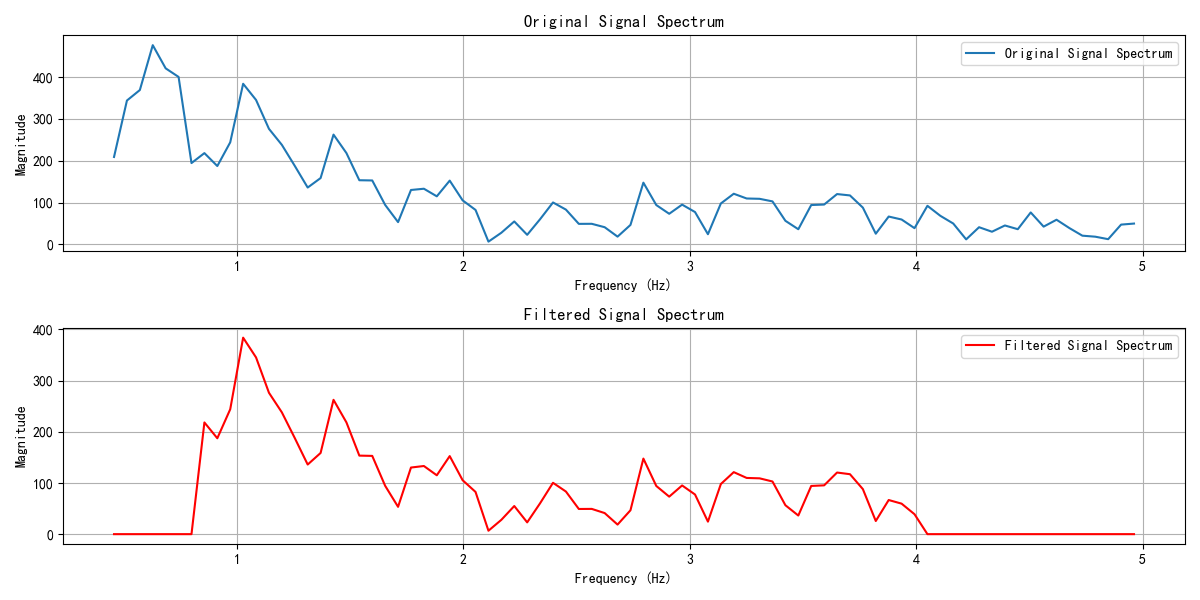 Original Signal Spectrum
Original Signal Spectrum
Magnitude
400
300
200
100
0
1 2 3 4 5
Frequency (Hz)
Filtered Signal Spectrum
Filtered Signal Spectrum
Magnitude
400
300
200
100
0
1 2 3 4 5
Frequency (Hz)